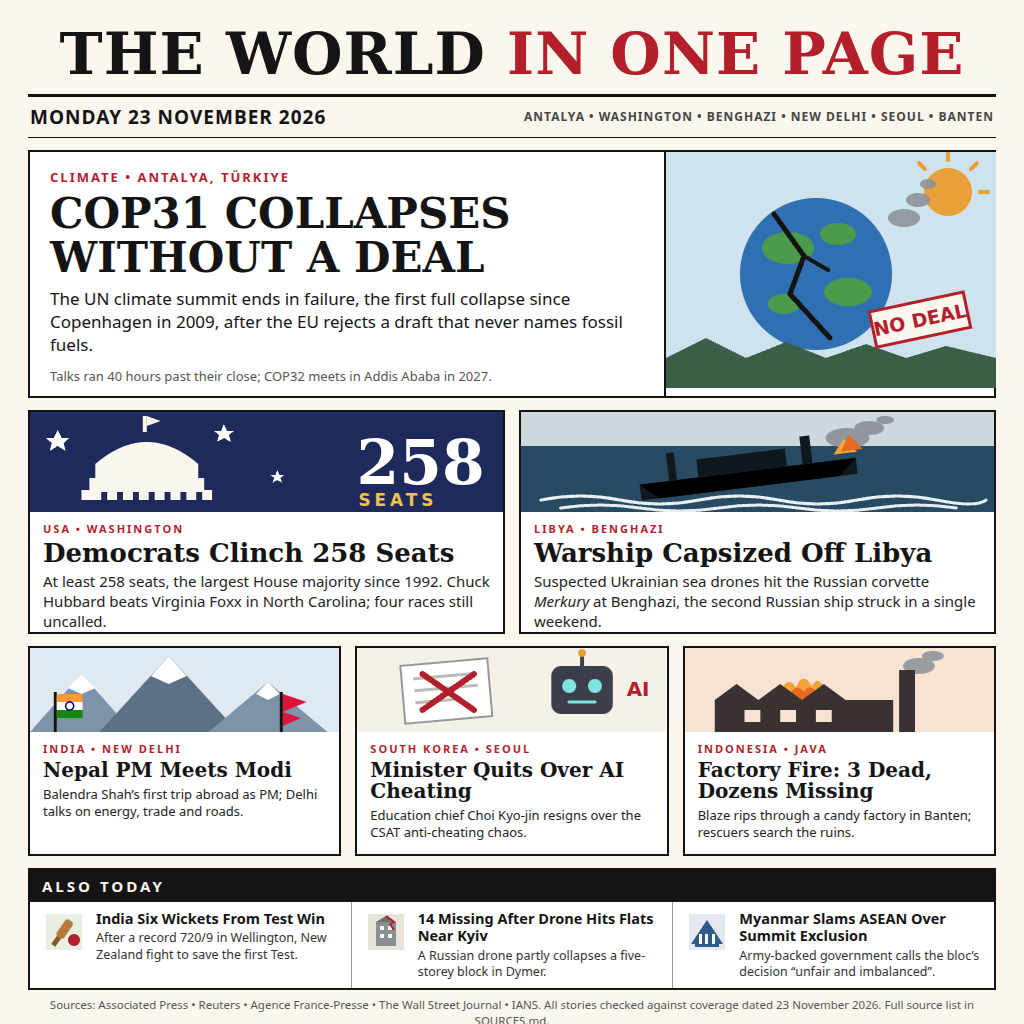 THE WORLD IN ONE PAGE
MONDAY 23 NOVEMBER 2026
ANTALYA • WASHINGTON • BENGHAZI • NEW DELHI • SEOUL • BANTEN
CLIMATE • ANTALYA, TÜRKIYE
COP31 COLLAPSES
WITHOUT A DEAL
The UN climate summit ends in failure, the first full collapse since
Copenhagen in 2009, after the EU rejects a draft that never names fossil
fuels.
Talks ran 40 hours past their close; COP32 meets in Addis Ababa in 2027.
NO DEAL
258
SEATS
USA • WASHINGTON
Democrats Clinch 258 Seats
At least 258 seats, the largest House majority since 1992. Chuck
Hubbard beats Virginia Foxx in North Carolina; four races still
uncalled.
LIBYA • BENGHAZI
Warship Capsized Off Libya
Suspected Ukrainian sea drones hit the Russian corvette
Merkury at Benghazi, the second Russian ship struck in a single
weekend.
INDIA • NEW DELHI
Nepal PM Meets Modi
Balendra Shah’s first trip abroad as PM; Delhi
talks on energy, trade and roads.
AI
SOUTH KOREA • SEOUL
Minister Quits Over AI
Cheating
Education chief Choi Kyo-jin resigns over the
CSAT anti-cheating chaos.
INDONESIA • JAVA
Factory Fire: 3 Dead,
Dozens Missing
Blaze rips through a candy factory in Banten;
rescuers search the ruins.
ALSO TODAY
India Six Wickets From Test Win
After a record 720/9 in Wellington, New
Zealand fight to save the first Test.
14 Missing After Drone Hits Flats
Near Kyiv
A Russian drone partly collapses a five-
storey block in Dymer.
Myanmar Slams ASEAN Over
Summit Exclusion
Army-backed government calls the bloc’s
decision “unfair and imbalanced”.
Sources: Associated Press • Reuters • Agence France-Presse • The Wall Street Journal • IANS. All stories checked against coverage dated 23 November 2026. Full source list in
SOURCES.md.